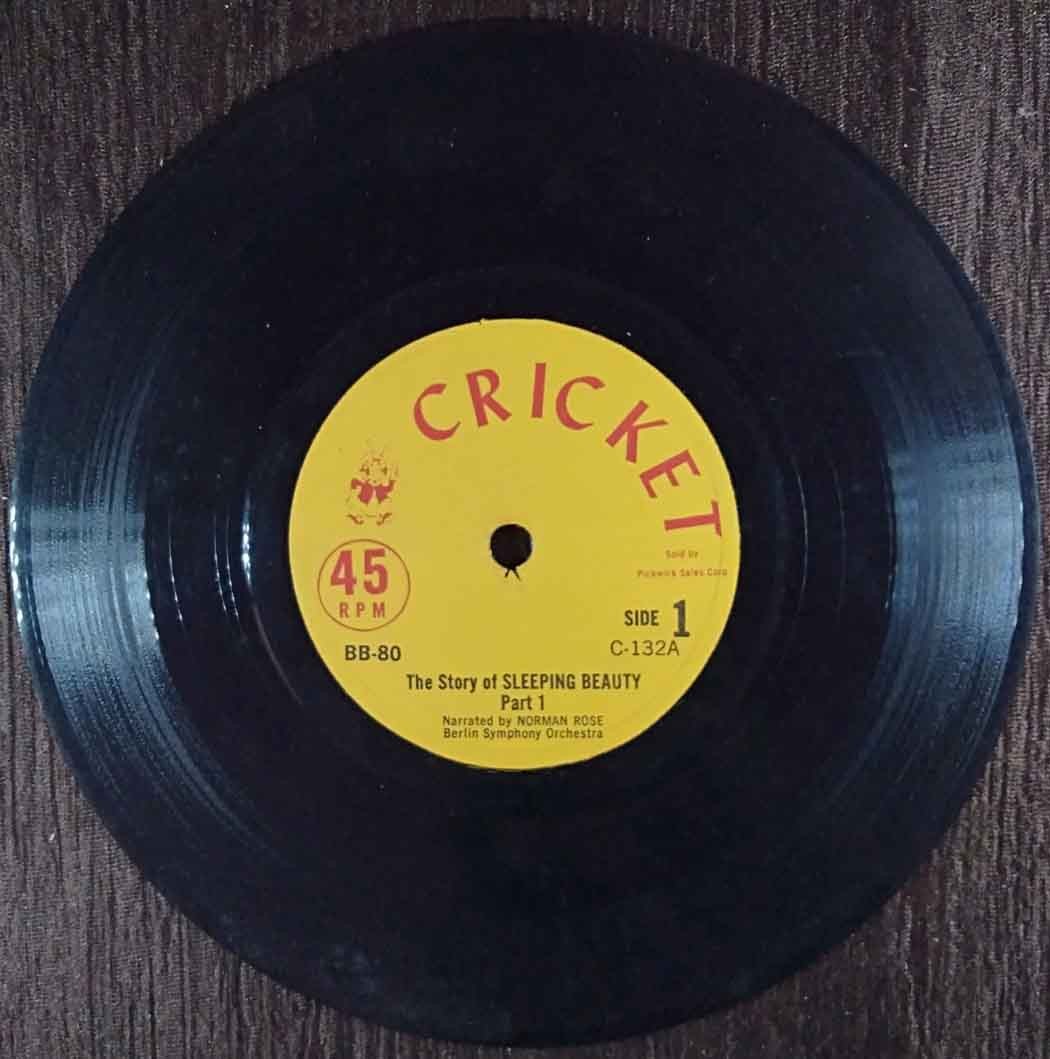 CRICKET
Sold by
Pickwick Sales Corp
45
RPM
SIDE 1
BB-80
C-132A
The Story of SLEEPING BEAUTY
Part 1
Narrated by NORMAN ROSE
Berlin Symphony Orchestra